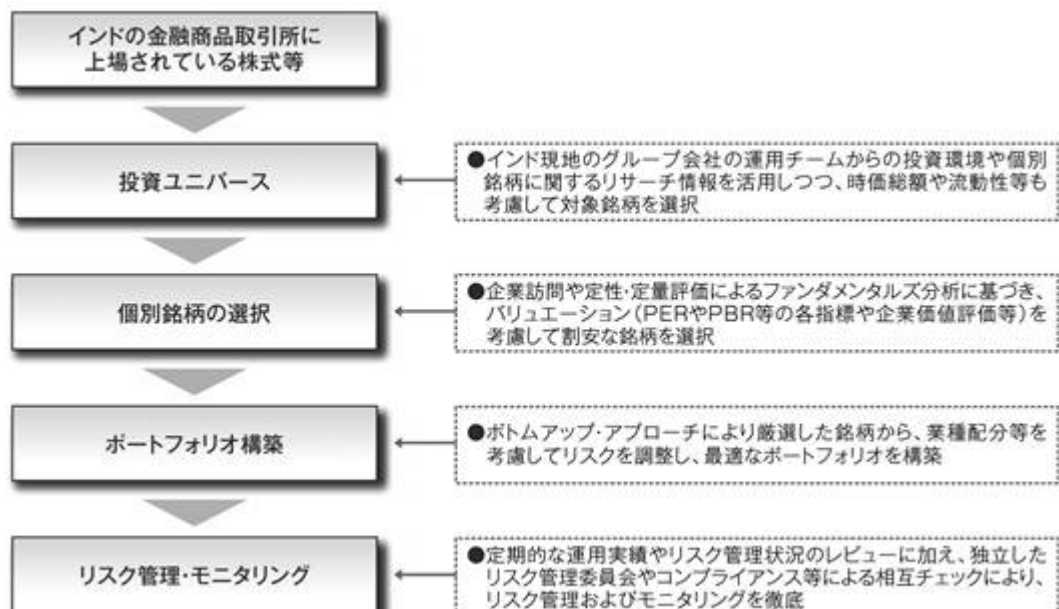 インドの金融商品取引所に
上場されている株式等
投資ユニバース
●インド現地のグループ会社の運用チームからの投資環境や個別
銘柄に関するリサーチ情報を活用しつつ、時価総額や流動性等も
考慮して対象銘柄を選択
個別銘柄の選択
●企業訪問や定性・定量評価によるファンダメンタルズ分析に基づき、
バリュエーション(PERやPBR等の各指標や企業価値評価等)を
考慮して割安な銘柄を選択
ポートフォリオ構築
●ボトムアップ・アプローチにより厳選した銘柄から、業種配分等を
考慮してリスクを調整し、最適なポートフォリオを構築
リスク管理・モニタリング
●定期的な運用実績やリスク管理状況のレビューに加え、独立した
リスク管理委員会やコンプライアンス等による相互チェックにより、
リスク管理およびモニタリングを徹底